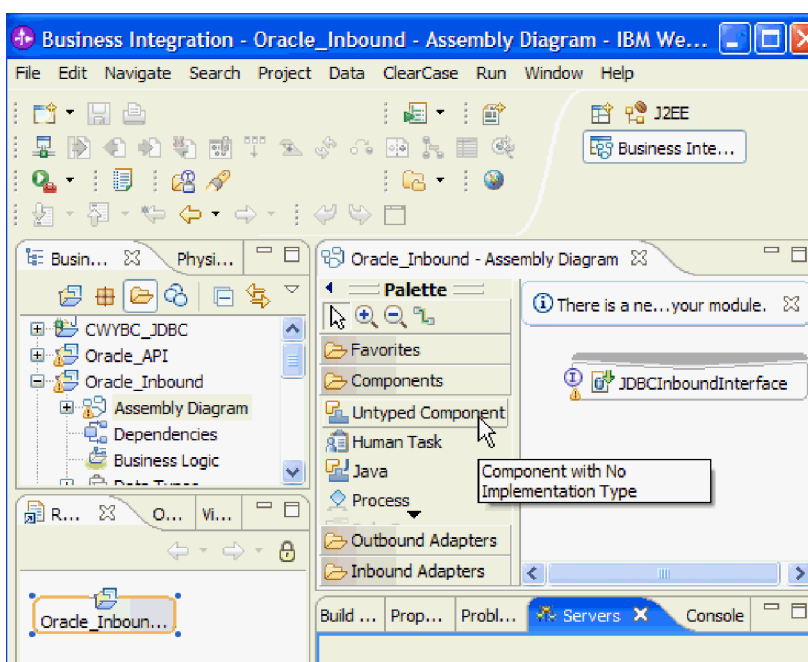 Business Integration - Oracle_Inbound - Assembly Diagram - IBM We...
File Edit Navigate Search Project Data ClearCase Run Window Help
J2EE
Business Inte...
Busin... Physi...
Oracle_Inbound - Assembly Diagram
Palette
There is a ne...your module.
CWYBC_JDBC
Oracle_API
Oracle_Inbound
Assembly Diagram
Dependencies
Business Logic
Data Types
Favorites
Components
Untyped Component
Human Task
Java
Process
Outbound Adapters
Inbound Adapters
JDBCInboundInterface
Component with No
Implementation Type
R... O... Vi...
Oracle_Inboun...
Build ... Prop... Probl... Servers Console